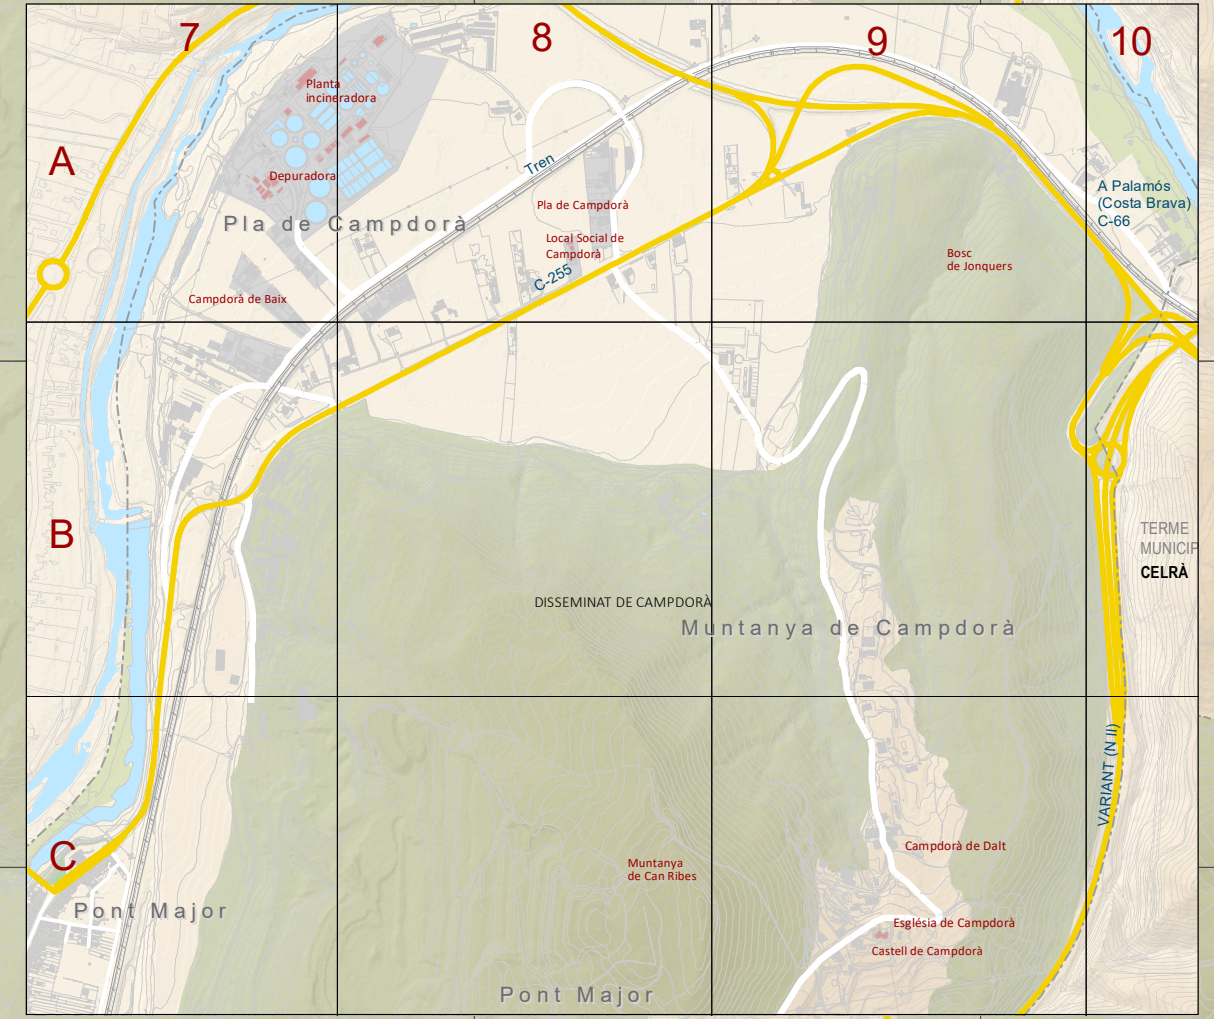 7
8
9
10
A
Planta
incineradora
Depuradora
Pla de Campdorà
Tren
Pla de Campdorà
Local Social de
Campdorà
C-255
Campdorà de Baix
Bosc
de Jonquers
A Palamós
(Costa Brava)
C-66
B
DISSEMINAT DE CAMPDORÀ
Muntanya de Campdorà
TERME
MUNICIP
CELRÀ
VARIANT (N II)
C
Pont Major
Muntanya
de Can Ribes
Campdorà de Dalt
Església de Campdorà
Castell de Campdorà
Pont Major